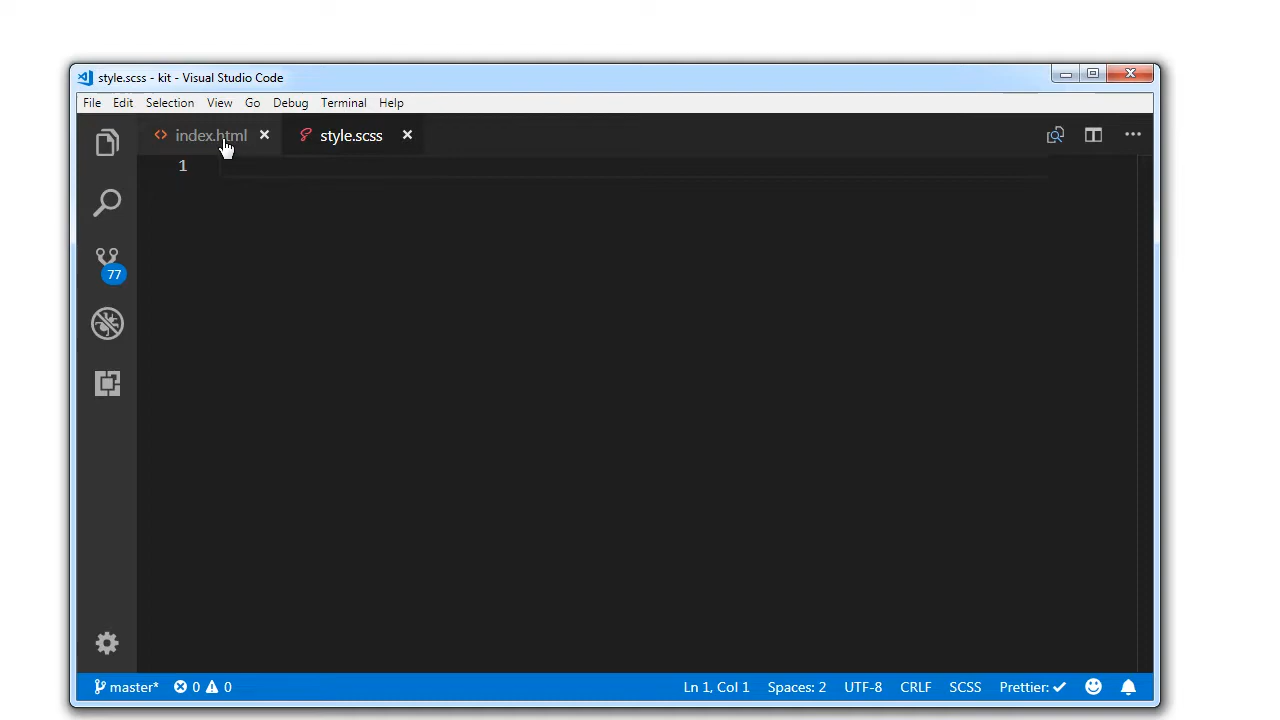 style.scss - kit - Visual Studio Code
File Edit Selection View Go Debug Terminal Help
index.html style.scss
1
77
master* 0 0 Ln 1, Col 1 Spaces: 2 UTF-8 CRLF SCSS Prettier: ✓